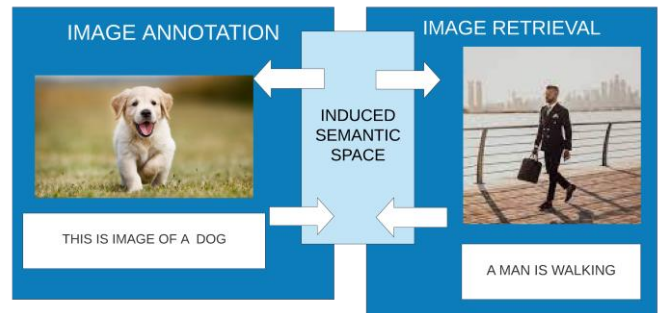 IMAGE ANNOTATION
THIS IS IMAGE OF A DOG
INDUCED
SEMANTIC
SPACE
IMAGE RETRIEVAL
A MAN IS WALKING